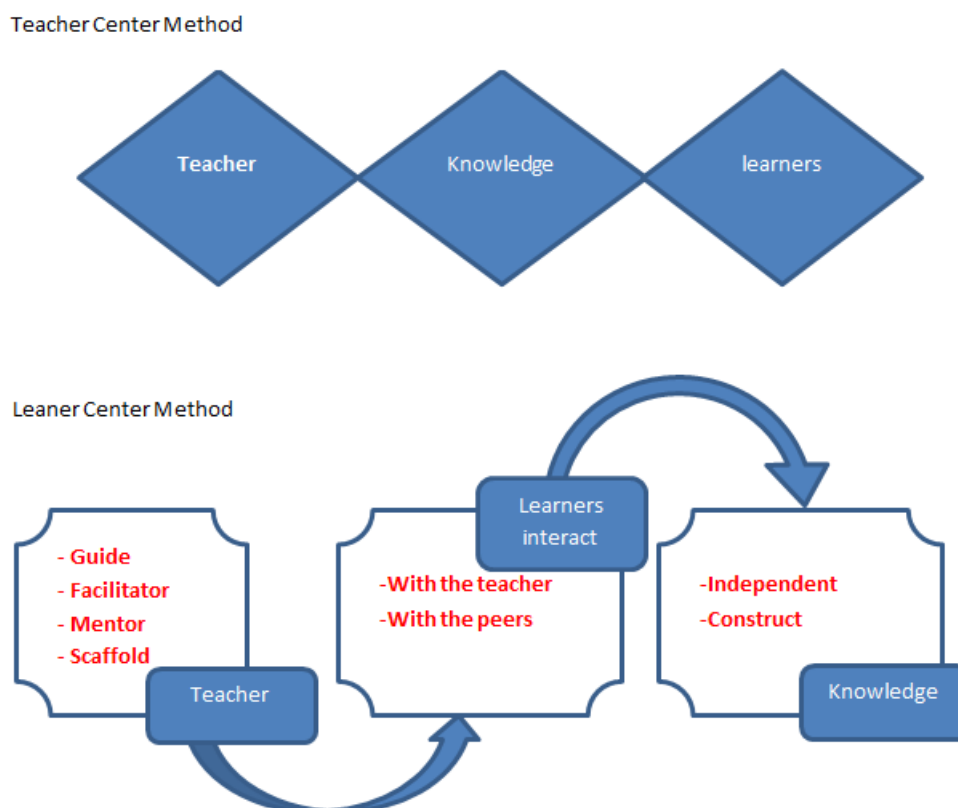 Teacher Center Method
Teacher
Knowledge
learners
Leaner Center Method
- Guide
- Facilitator
- Mentor
- Scaffold
Teacher
Learners
interact
-With the teacher
-With the peers
-Independent
-Construct
Knowledge